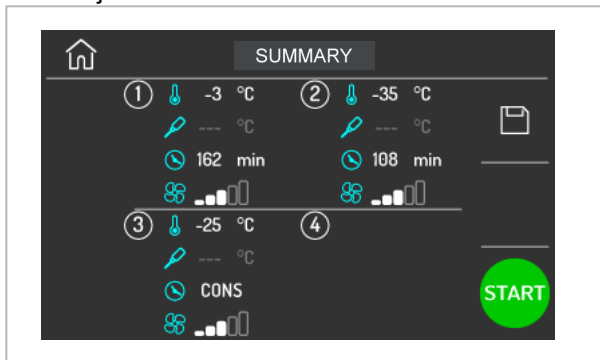 SUMMARY
1 -3 °C 2 -35 °C
--- °C --- °C
162 min 108 min
3 -25 °C 4
--- °C
CONS
START